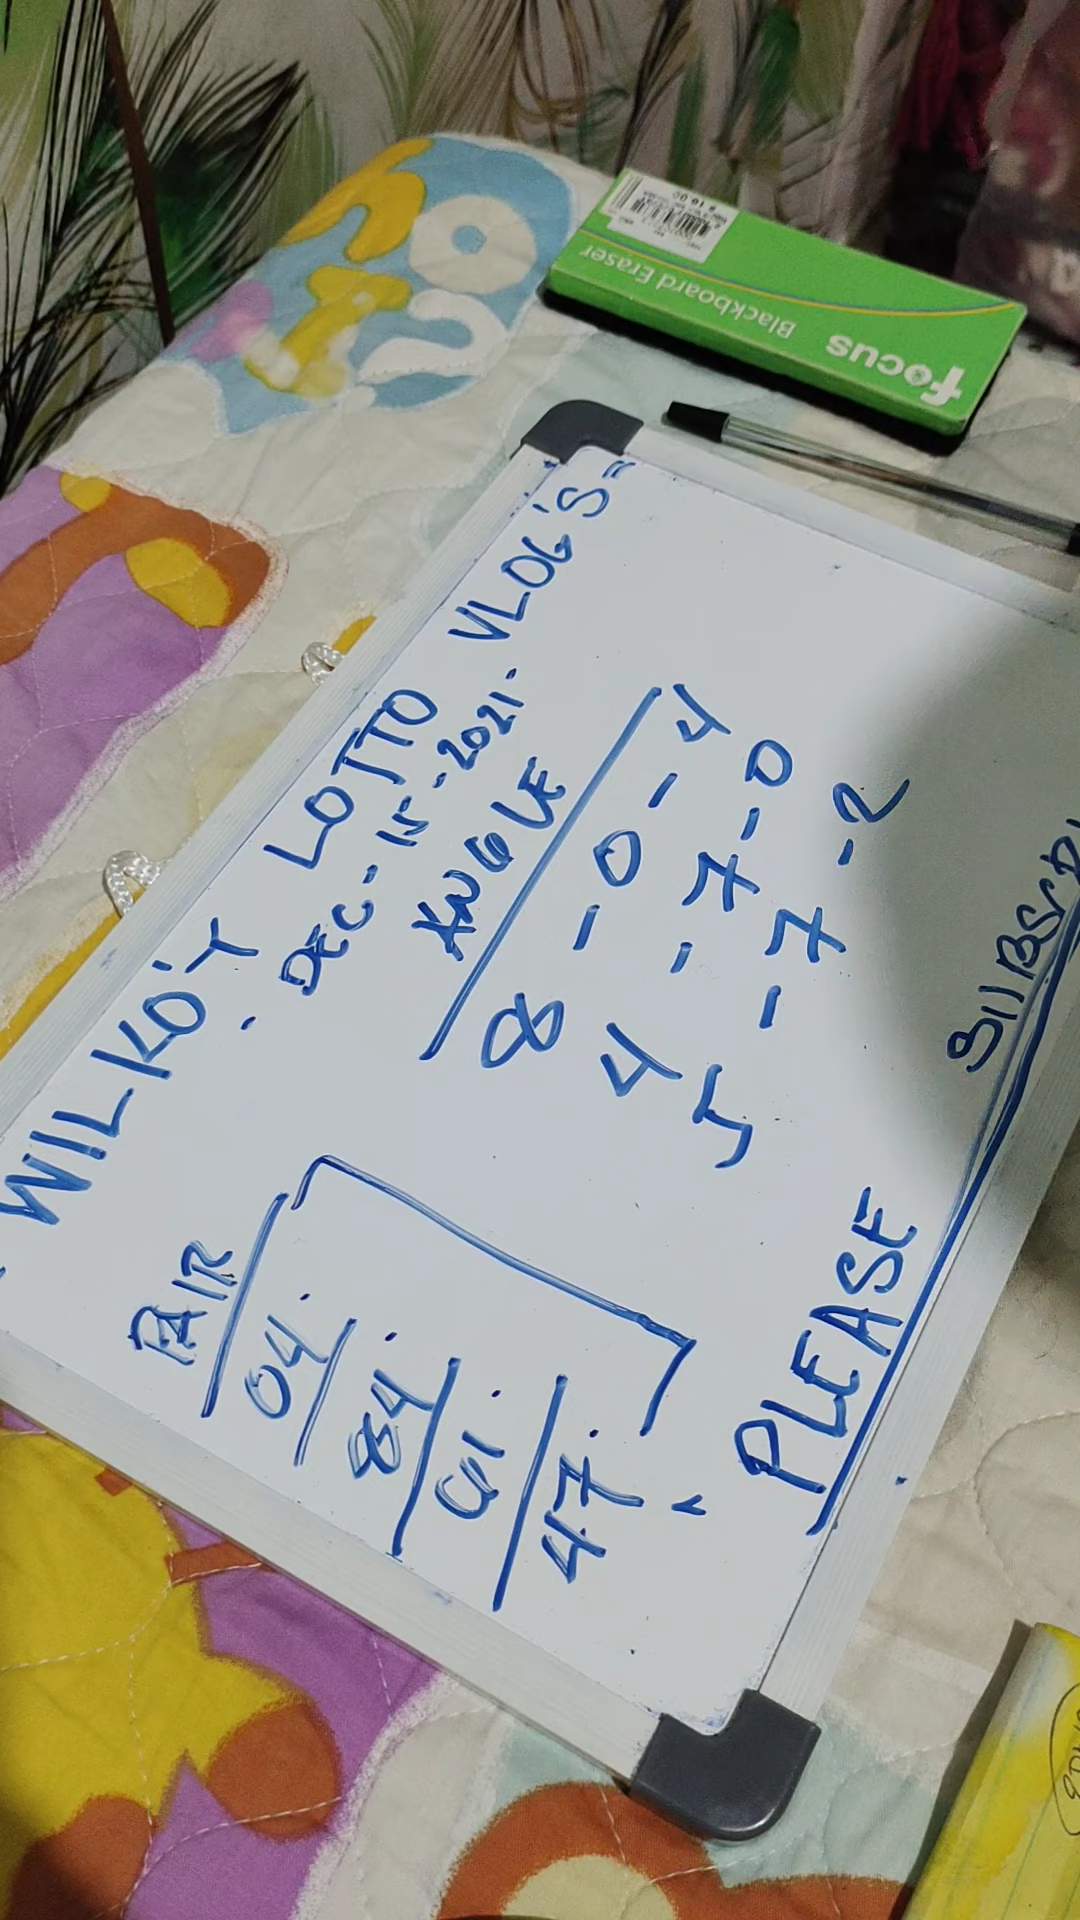 WILKO'Y LOTTO VLOG'S"
. DEC - 15 - 2021 -
ANGLE
8 - 0 - 4
4 - 7 - 0
5 - 7 - 2
PAIR
04.
84.
41.
47.
PLEASE
focus
Blackboard Eraser